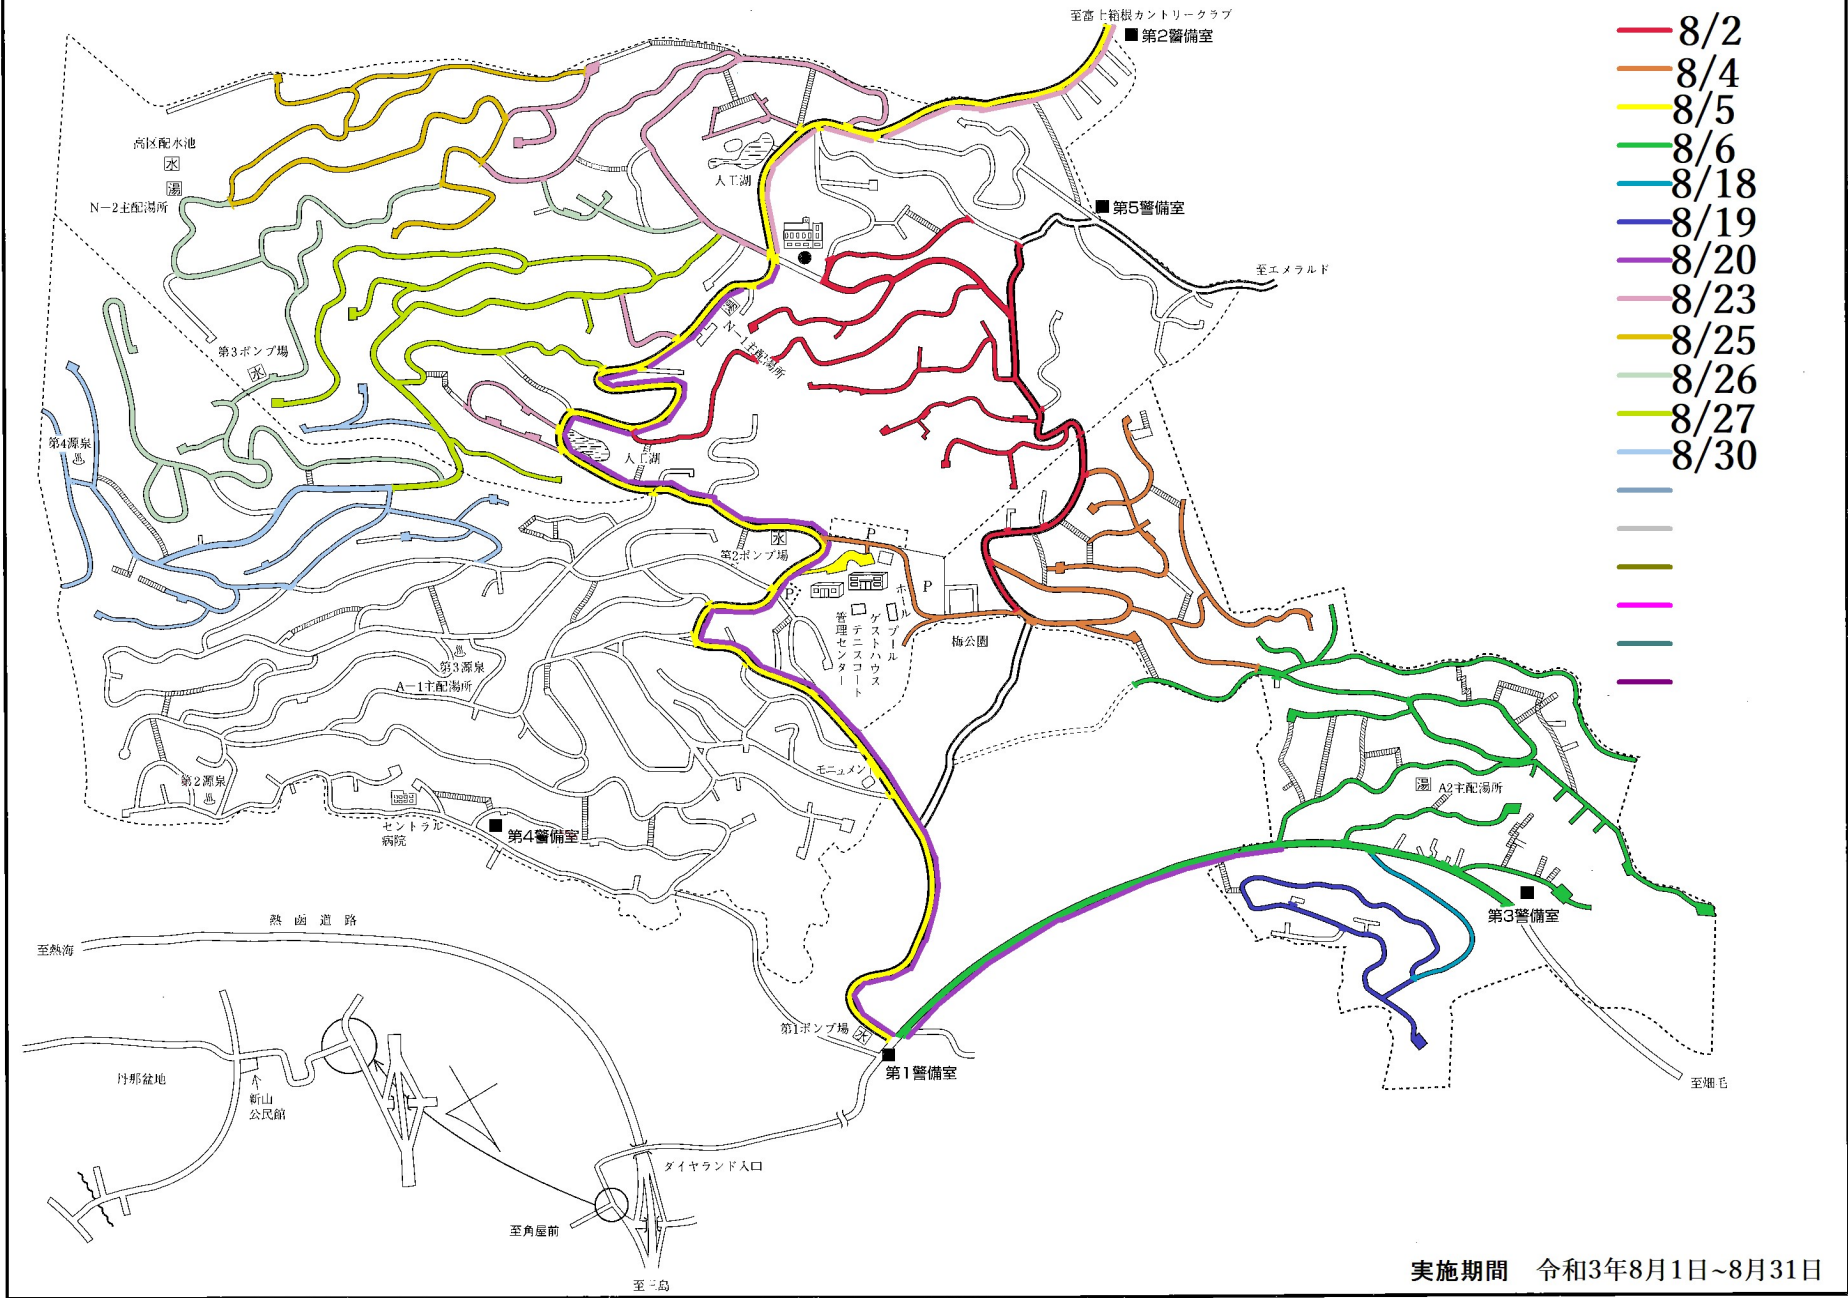 至富士箱根カントリークラブ
■ 第2警備室
8/2
8/4
8/5
8/6
8/18
8/19
8/20
8/23
8/25
8/26
8/27
8/30
高区配水池
水
湯
N－2主配湯所
人工湖
■ 第5警備室
至エメラルド
湯
N－1主配湯所
第3ポンプ場
水
第4源泉
人工湖
水
第2ポンプ場
P
P
P
ホール
プール
ゲストハウス
テニスコート
管理センター
梅公園
第3源泉
A－1主配湯所
モニュメン
第2源泉
湯
A2主配湯所
セントラル
病院
■ 第4警備室
■
第3警備室
熱函道路
至熱海
第1ポンプ場
水
■
第1警備室
至畑毛
丹那盆地
新山
公民館
ダイヤランド入口
至角屋前
至三島
実施期間 令和3年8月1日~8月31日